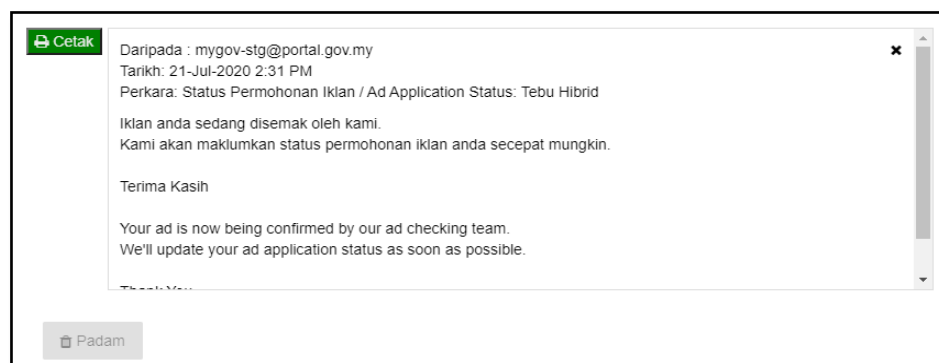 Cetak
Daripada : mygov-stg@portal.gov.my
Tarikh: 21-Jul-2020 2:31 PM
Perkara: Status Permohonan Iklan / Ad Application Status: Tebu Hibrid
Iklan anda sedang disemak oleh kami.
Kami akan maklumkan status permohonan iklan anda secepat mungkin.
Terima Kasih
Your ad is now being confirmed by our ad checking team.
We'll update your ad application status as soon as possible.
Thank You
Padam